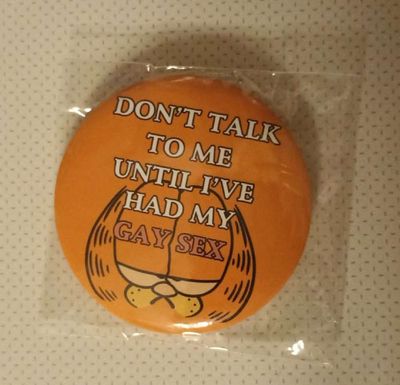 DON'T TALK
TO ME
UNTIL I'VE
HAD MY
GAY SEX